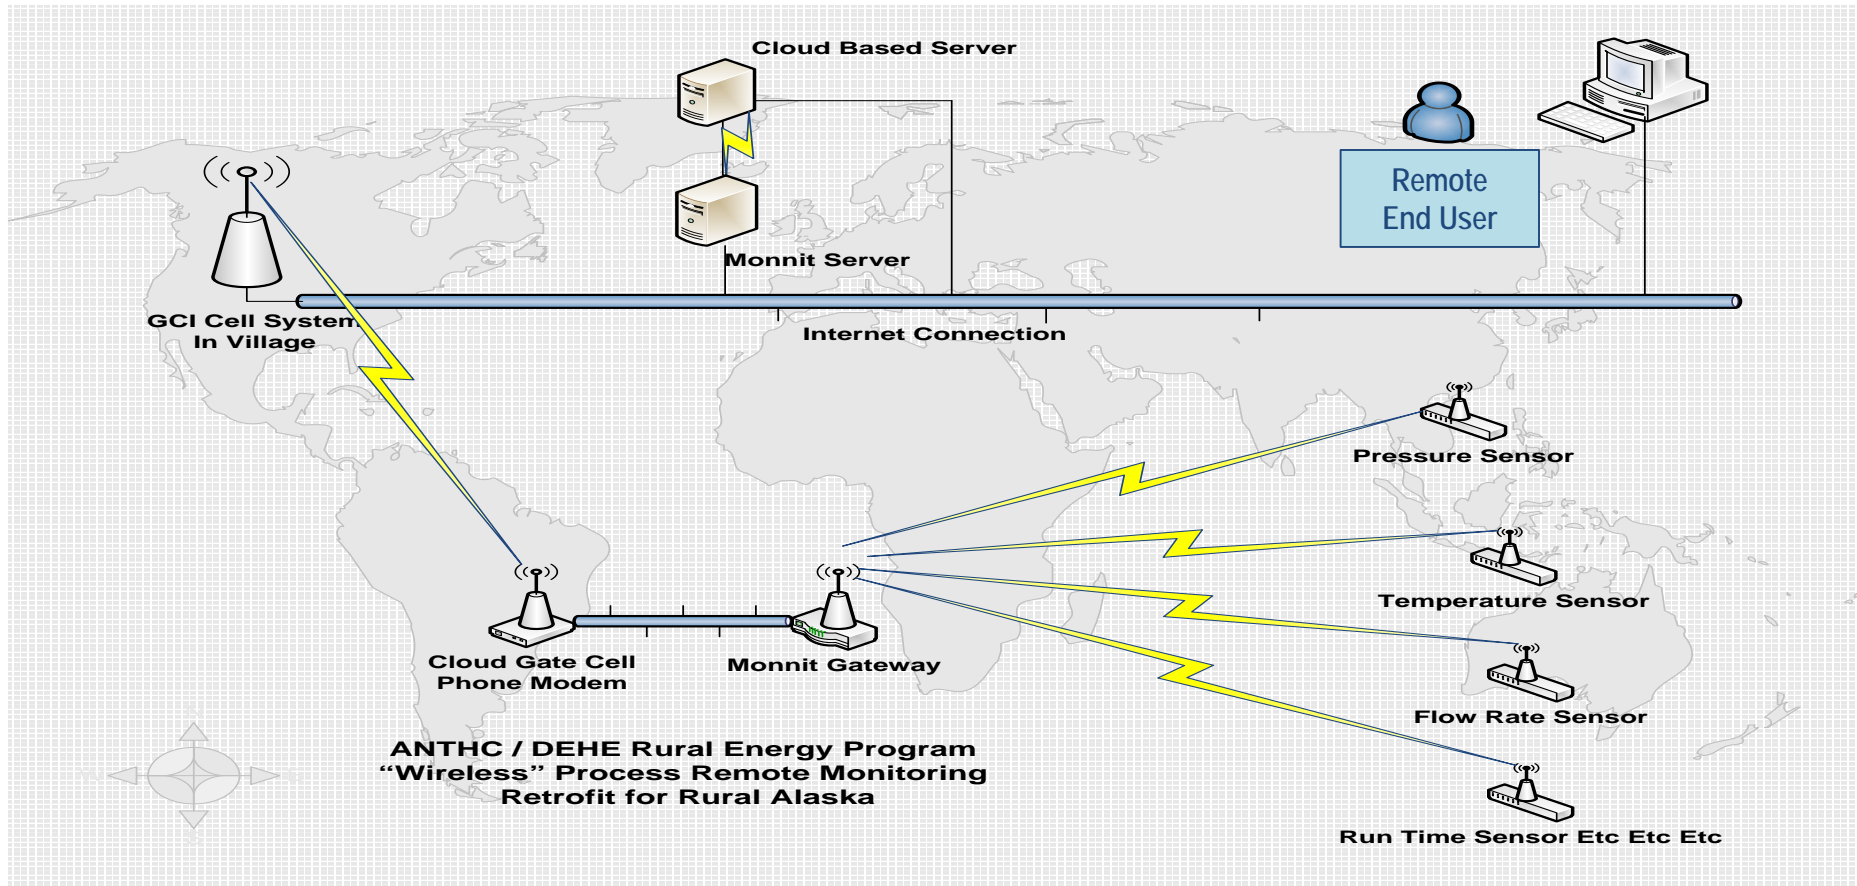 Cloud Based Server
Remote
End User
Monnit Server
GCI Cell System
In Village
Internet Connection
Pressure Sensor
Temperature Sensor
Cloud Gate Cell
Phone Modem
Monnit Gateway
Flow Rate Sensor
ANTHC / DEHE Rural Energy Program
“Wireless” Process Remote Monitoring
Retrofit for Rural Alaska
Run Time Sensor Etc Etc Etc